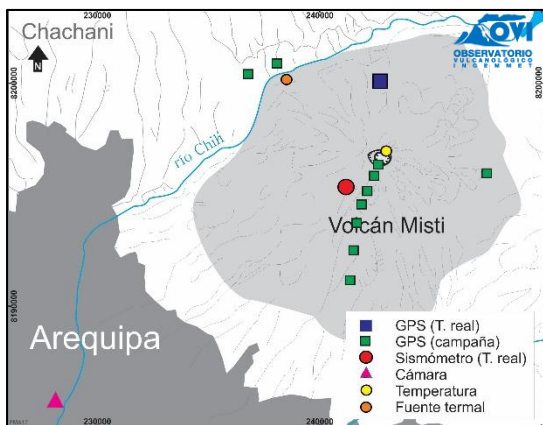 230000
240000
Chachani
N
OVI
OBSERVATORIO
VULCANOLÓGICO
INGEMMET
8200000
8200000
río Chili
Volcán Misti
8190000
Arequipa
GPS (T. real)
GPS (campaña)
Sismómetro (T. real)
Cámara
Temperatura
Fuente termal
230000
240000